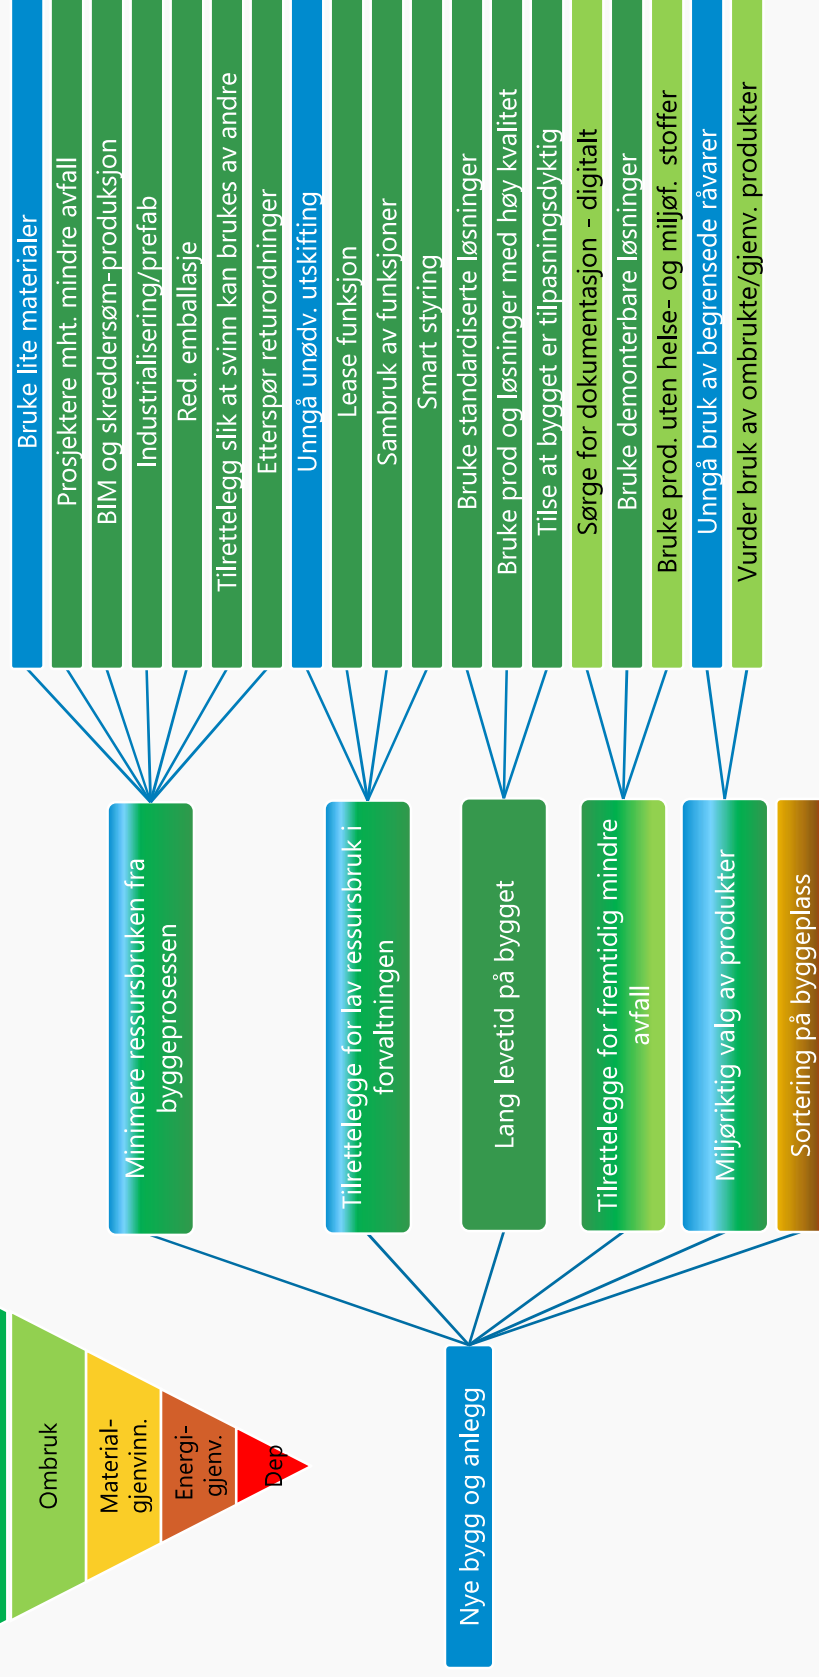 Bruke lite materialer
Prosjektere mht. mindre avfall
BIM og skreddersøm-produksjon
Industrialisering/prefab
Red. emballasje
Tilrettelegg slik at svinn kan brukes av andre
Etterspør returordninger
Unngå unødv. utskifting
Lease funksjon
Sambruk av funksjoner
Smart styring
Bruke standardiserte løsninger
Bruke prod og løsninger med høy kvalitet
Tilse at bygget er tilpasningsdyktig
Sørge for dokumentasjon - digitalt
Bruke demonterbare løsninger
Bruke prod. uten helse- og miljøf. stoffer
Unngå bruk av begrensede råvarer
Vurder bruk av ombrukte/gjenv. produkter
Minimere ressursbruken fra
byggeprosessen
Tilrettelegge for lav ressursbruk i
forvaltningen
Lang levetid på bygget
Tilrettelegge for fremtidig mindre
avfall
Miljøriktig valg av produkter
Sortering på byggeplass
Nye bygg og anlegg
Ombruk
Material-
gjenvinn.
Energi-
gjenv.
Dep